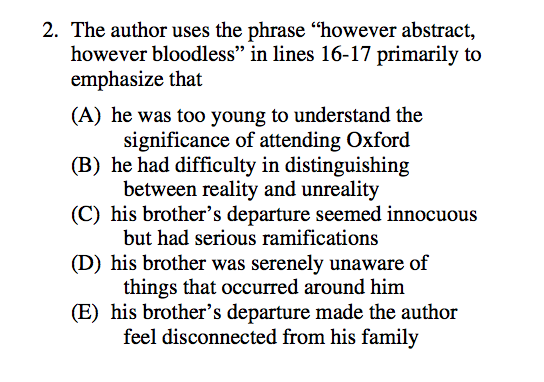 2. The author uses the phrase “however abstract,
however bloodless” in lines 16-17 primarily to
emphasize that
(A) he was too young to understand the
significance of attending Oxford
(B) he had difficulty in distinguishing
between reality and unreality
(C) his brother’s departure seemed innocuous
but had serious ramifications
(D) his brother was serenely unaware of
things that occurred around him
(E) his brother’s departure made the author
feel disconnected from his family